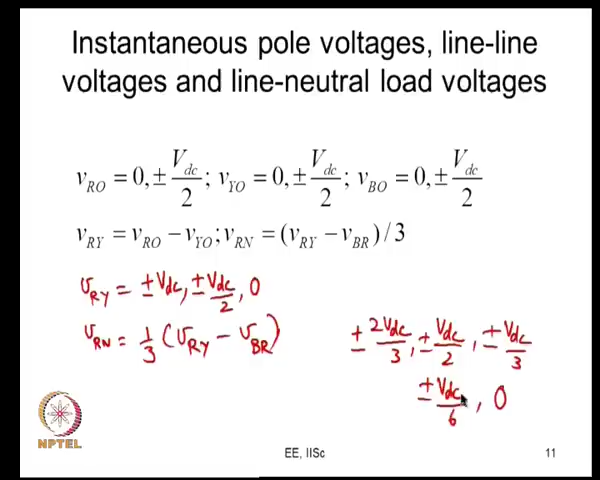 Instantaneous pole voltages, line-line
voltages and line-neutral load voltages
v_RO = 0, ± V_dc/2 ; v_YO = 0, ± V_dc/2 ; v_BO = 0, ± V_dc/2
v_RY = v_RO − v_YO ; v_RN = (v_RY − v_BR) / 3
v_RY = ±V_dc, ±V_dc/2, 0
v_RN = 1/3 (v_RY − v_BR)
± 2V_dc/3, ± V_dc/2, ± V_dc/3
± V_dc/6, 0
NPTEL
EE, IISc
11